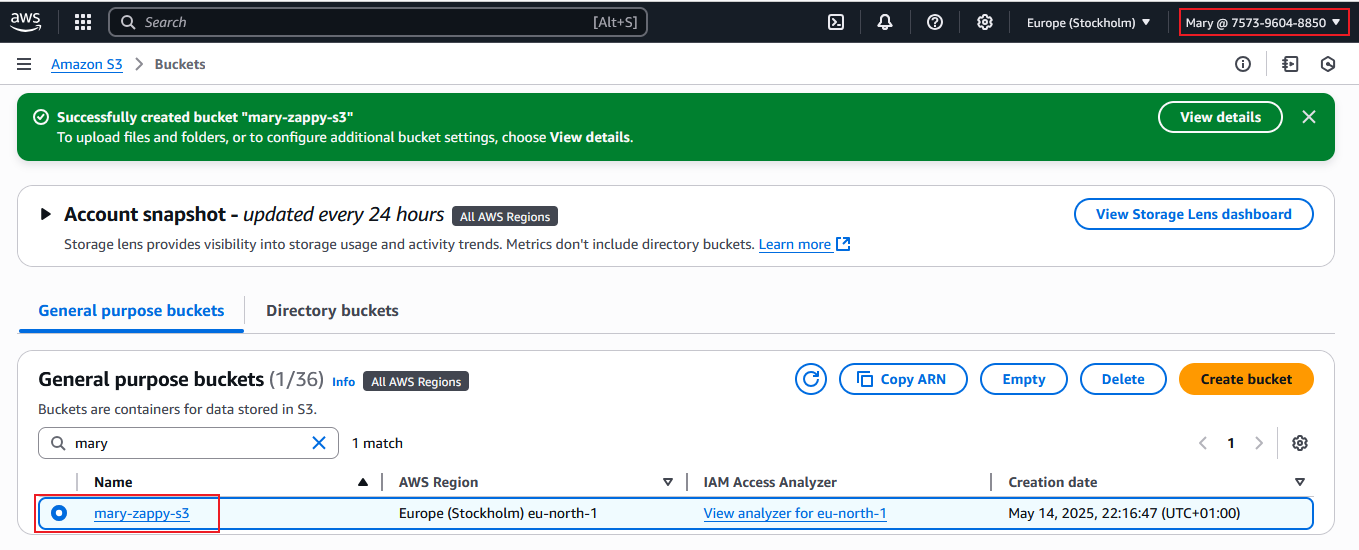 aws
Search [Alt+S] Europe (Stockholm) Mary @ 7573-9604-8850
Amazon S3 Buckets
Successfully created bucket "mary-zappy-s3"
To upload files and folders, or to configure additional bucket settings, choose View details.
View details
Account snapshot - updated every 24 hours All AWS Regions
Storage lens provides visibility into storage usage and activity trends. Metrics don't include directory buckets. Learn more
View Storage Lens dashboard
General purpose buckets Directory buckets
General purpose buckets (1/36) Info All AWS Regions
Copy ARN Empty Delete Create bucket
Buckets are containers for data stored in S3.
mary 1 match 1
Name AWS Region IAM Access Analyzer Creation date
mary-zappy-s3 Europe (Stockholm) eu-north-1 View analyzer for eu-north-1 May 14, 2025, 22:16:47 (UTC+01:00)